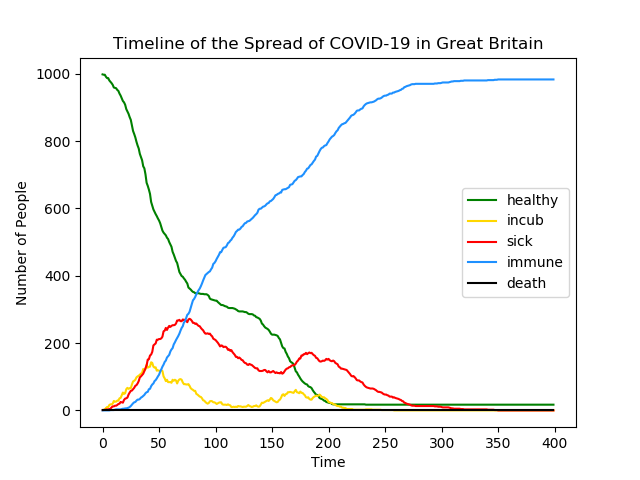 Timeline of the Spread of COVID-19 in Great Britain
Number of People
1000
800
600
400
200
0
healthy
incub
sick
immune
death
0 50 100 150 200 250 300 350 400
Time